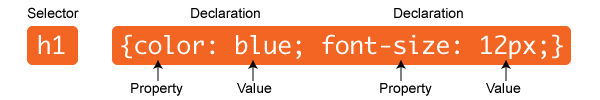 Selector Declaration Declaration
h1 {color: blue; font-size: 12px;}
Property Value Property Value